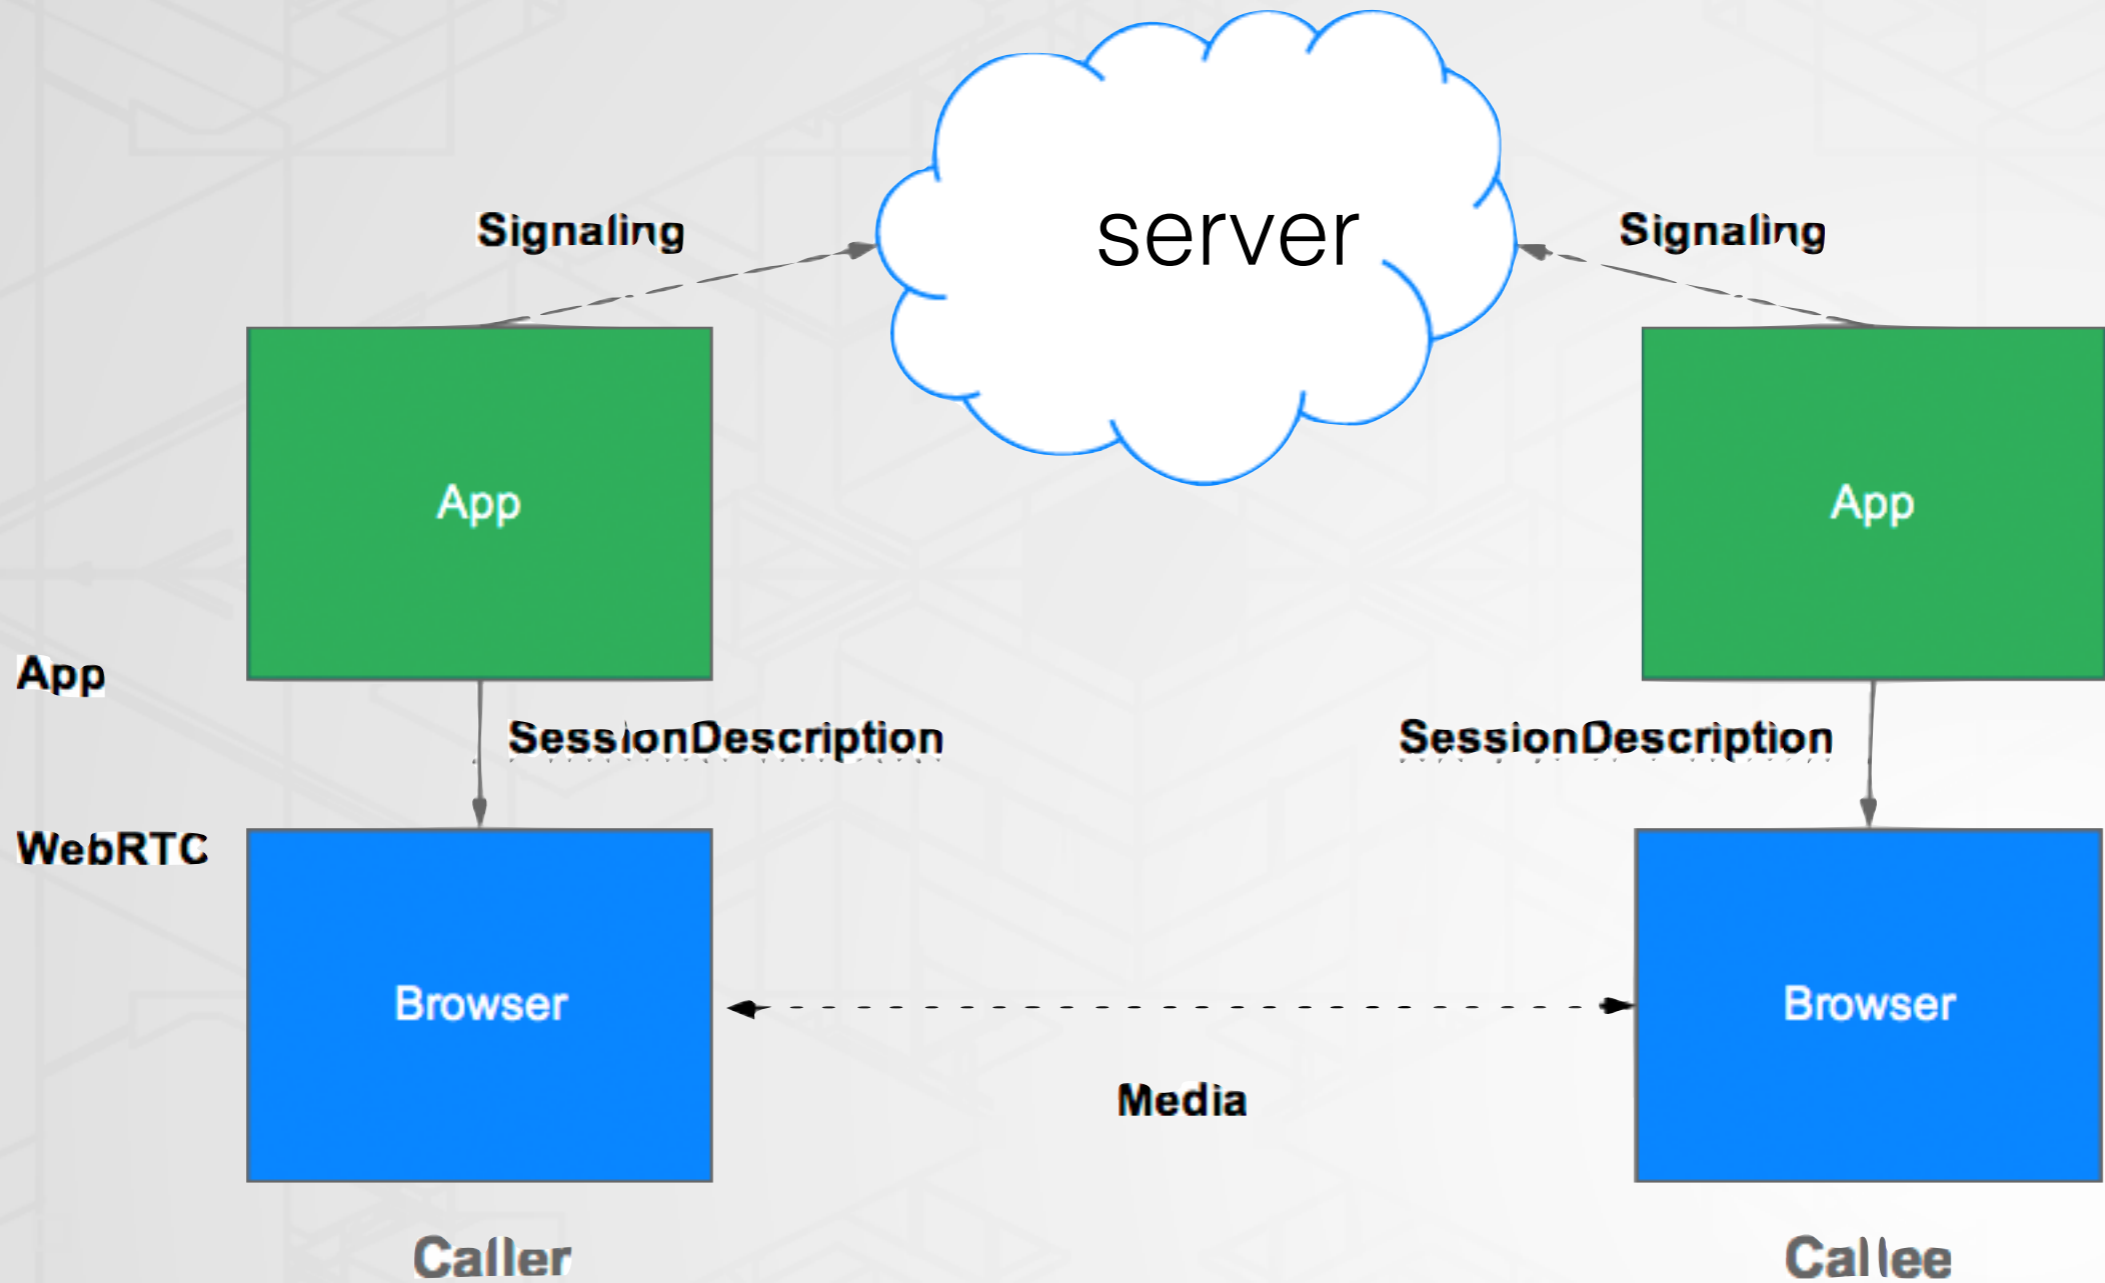 server
Signaling
Signaling
App
App
App
SessionDescription
SessionDescription
WebRTC
Browser
Browser
Media
Caller
Callee